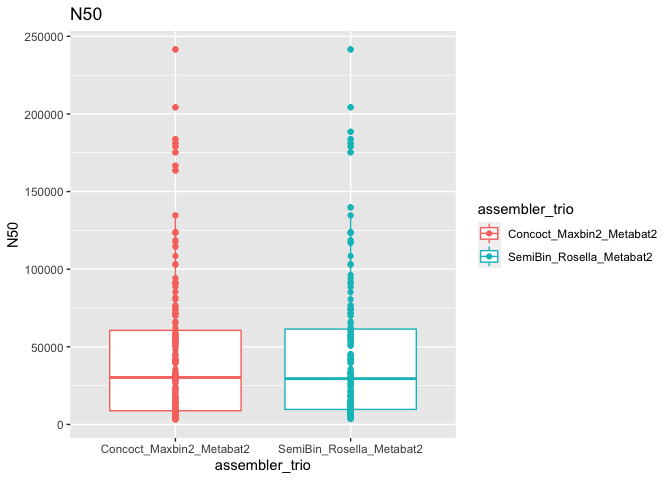 N50
250000
200000
150000
100000
50000
0
N50
Concoct_Maxbin2_Metabat2
SemiBin_Rosella_Metabat2
assembler_trio
assembler_trio
Concoct_Maxbin2_Metabat2
SemiBin_Rosella_Metabat2